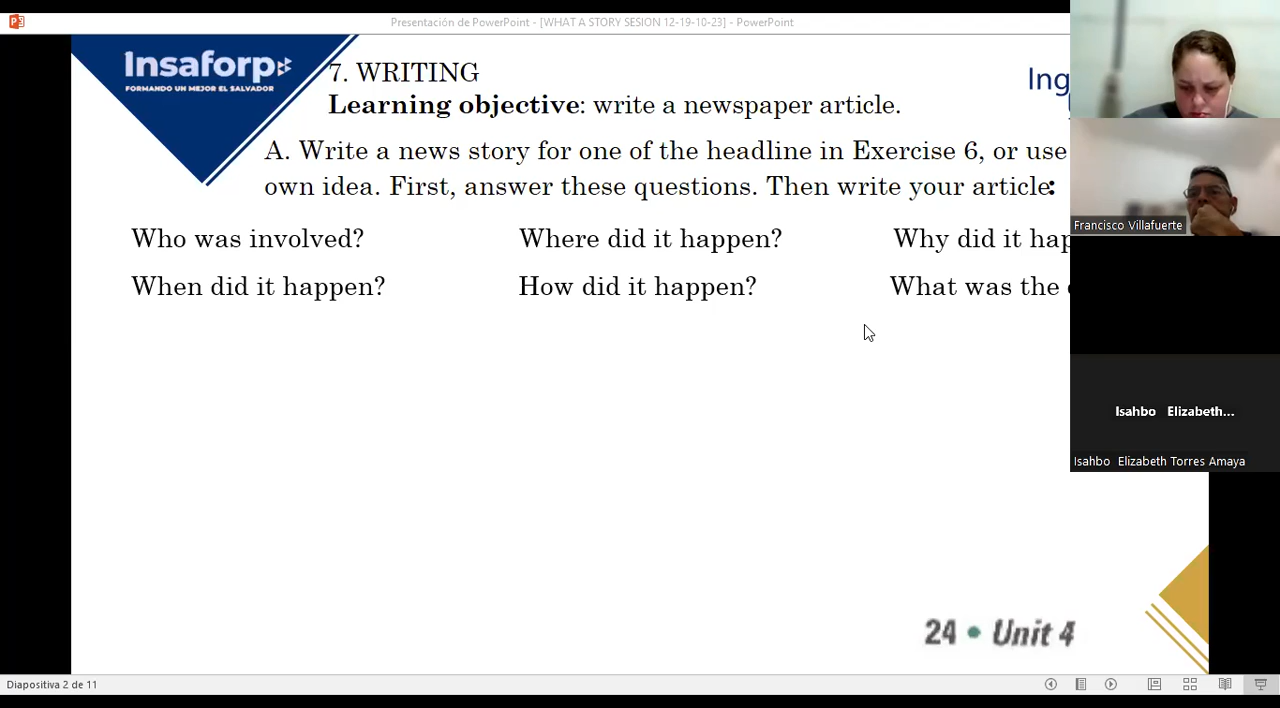 Presentación de PowerPoint - [WHAT A STORY SESION 12-19-10-23] - PowerPoint
Insaforp
FORMANDO UN MEJOR EL SALVADOR
7. WRITING
Ing
Learning objective: write a newspaper article.
A. Write a news story for one of the headline in Exercise 6, or use
own idea. First, answer these questions. Then write your article:
Who was involved? Where did it happen? Why did it hap
When did it happen? How did it happen? What was the
Francisco Villafuerte
Isahbo Elizabeth...
Isahbo Elizabeth Torres Amaya
24 • Unit 4
Diapositiva 2 de 11